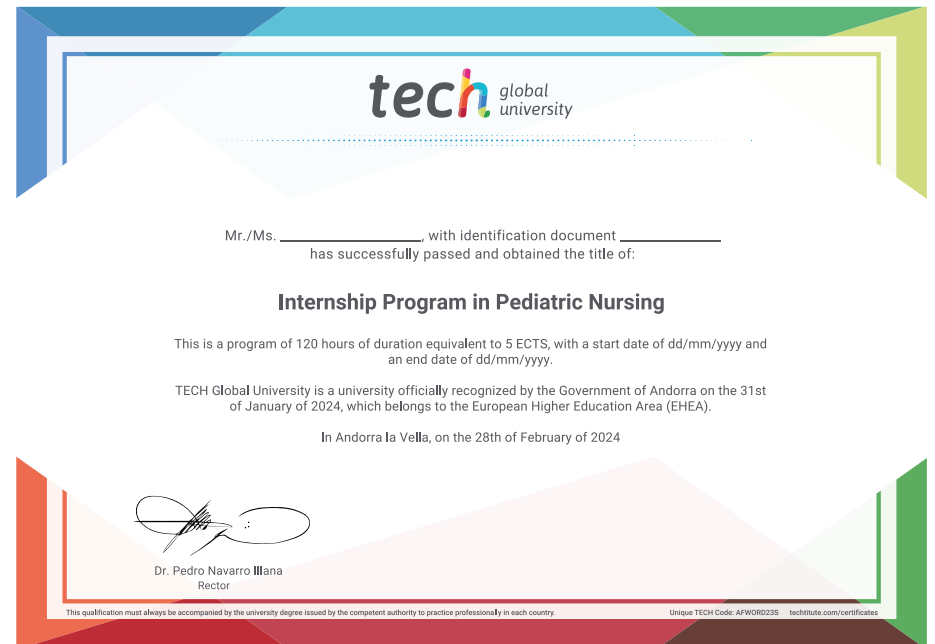 tech global university
Mr./Ms. ____________, with identification document ____________
has successfully passed and obtained the title of:
Internship Program in Pediatric Nursing
This is a program of 120 hours of duration equivalent to 5 ECTS, with a start date of dd/mm/yyyy and
an end date of dd/mm/yyyy.
TECH Global University is a university officially recognized by the Government of Andorra on the 31st
of January of 2024, which belongs to the European Higher Education Area (EHEA).
In Andorra la Vella, on the 28th of February of 2024
Dr. Pedro Navarro Illana
Rector
This qualification must always be accompanied by the university degree issued by the competent authority to practice professionally in each country. Unique TECH Code: AFWORD23S techtitute.com/certificates